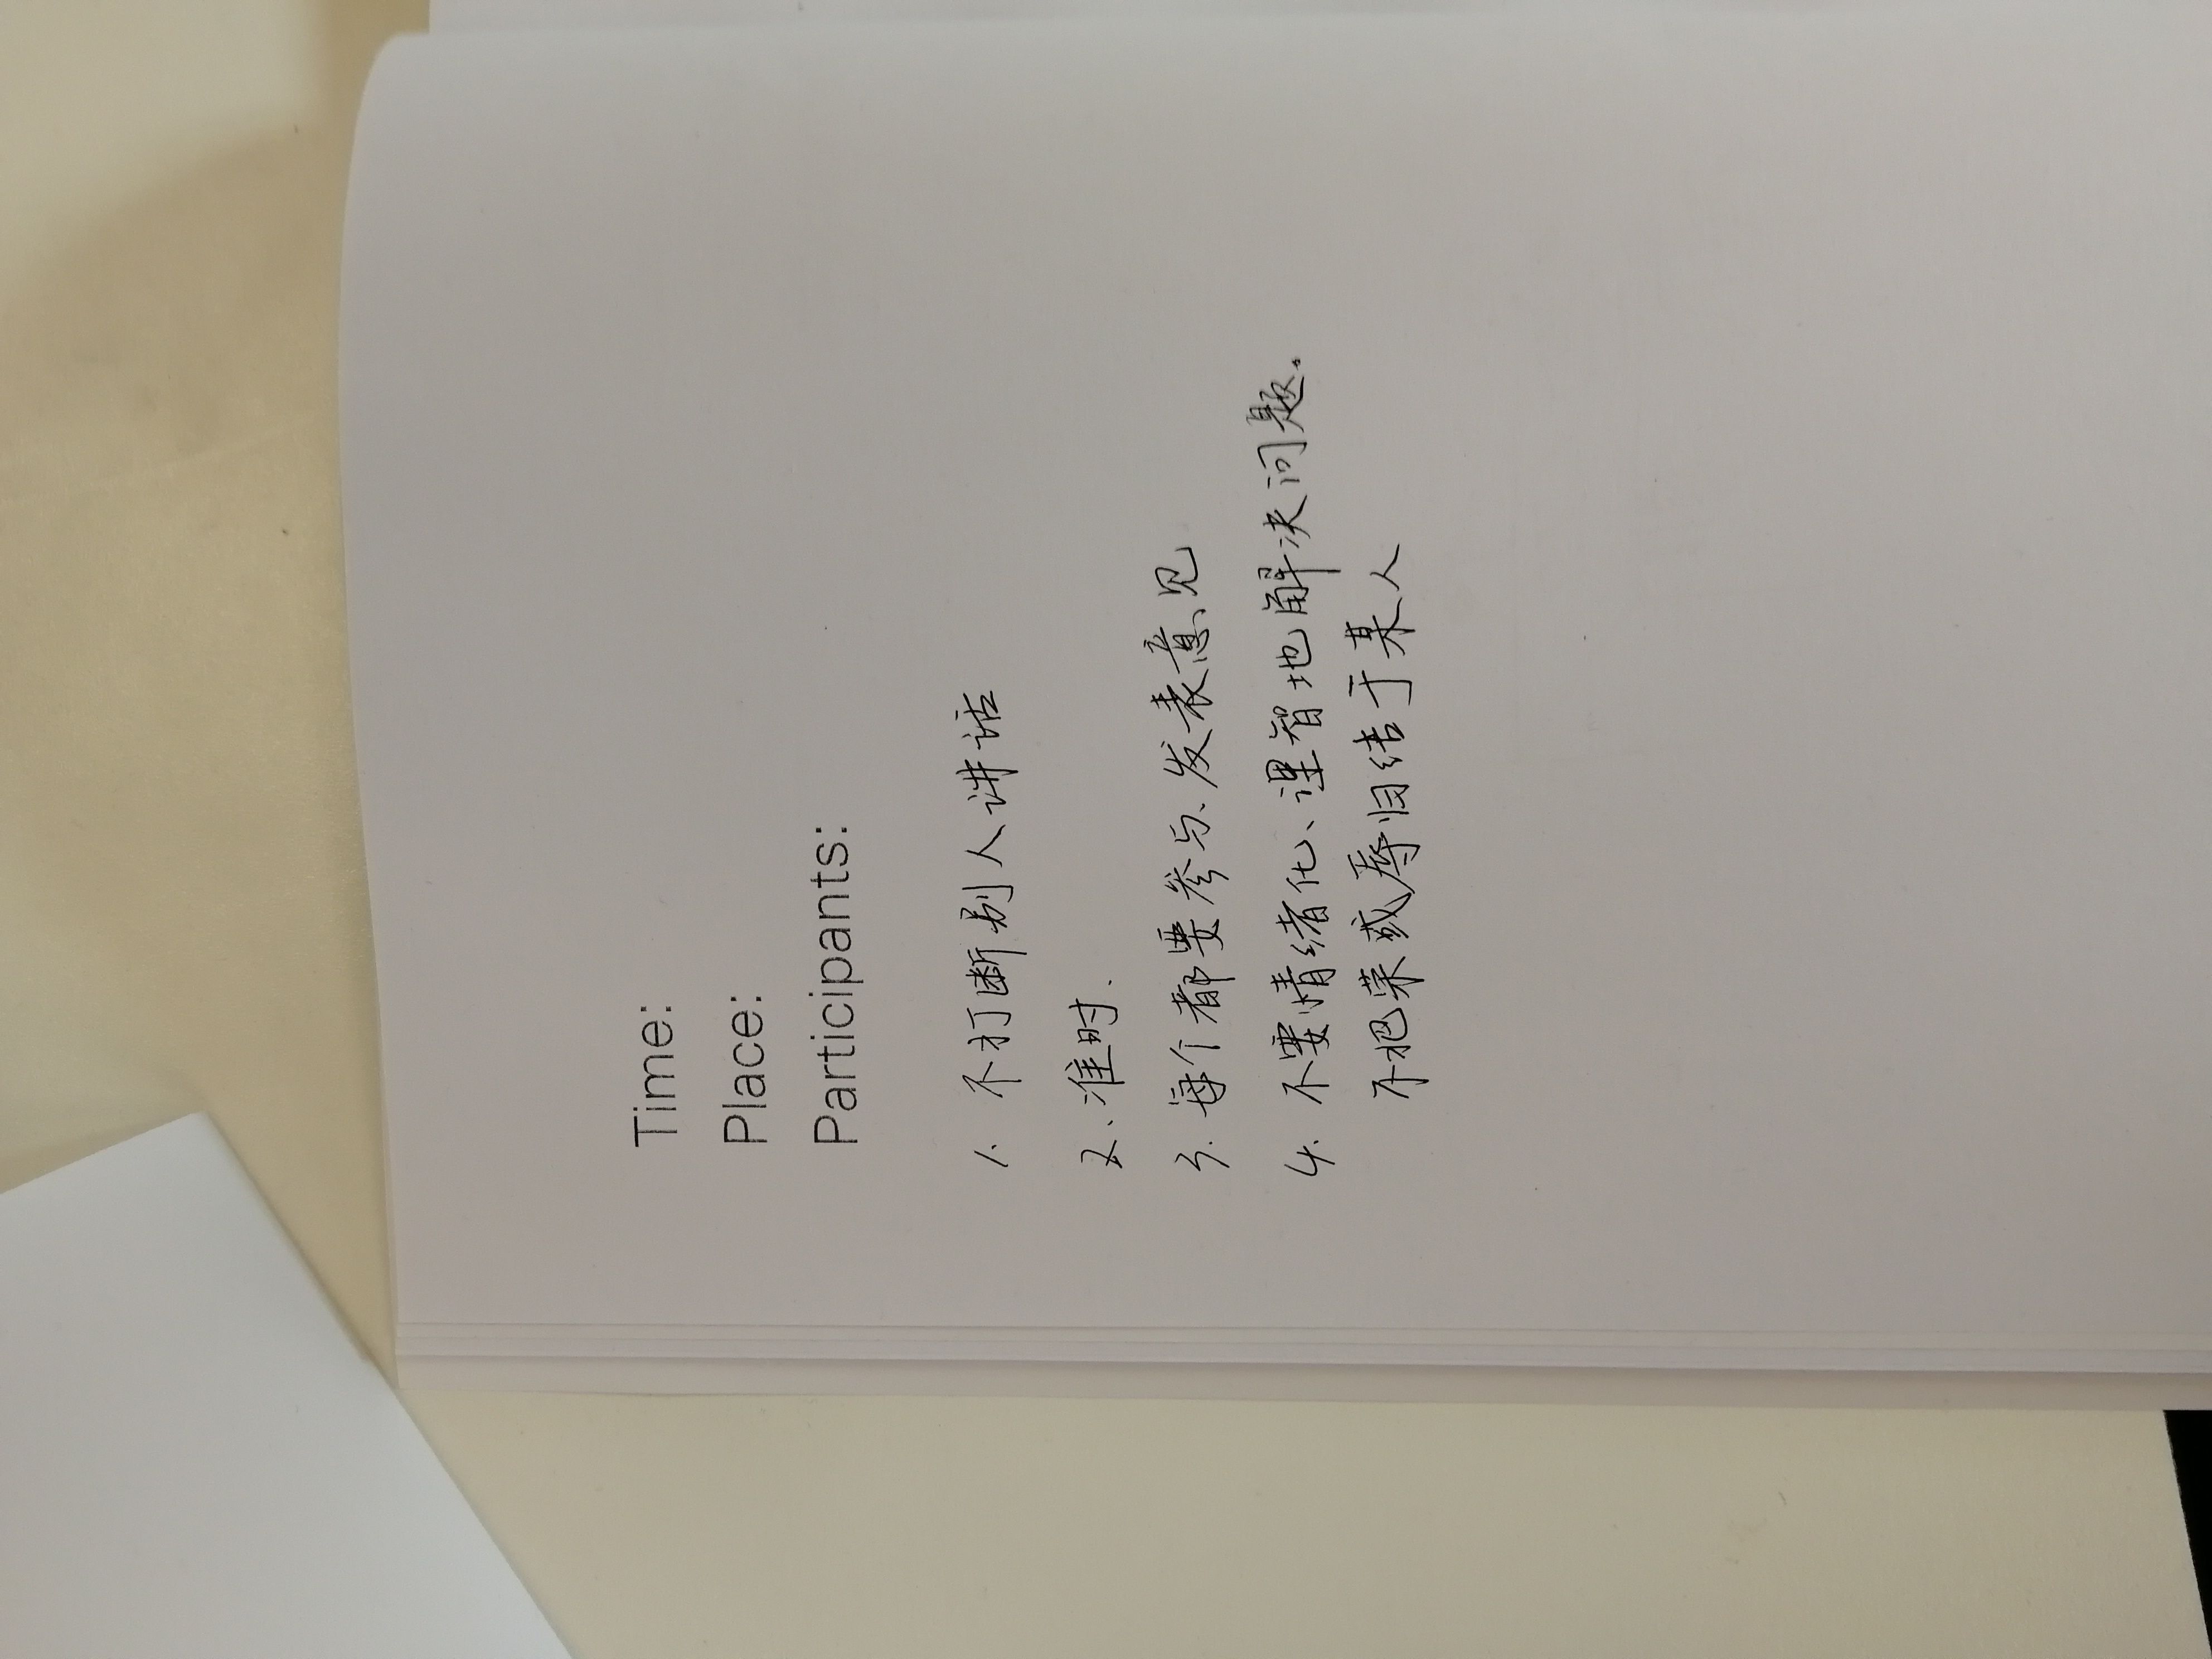 Time:
Place:
Participants:
1. 不打断别人讲话
2、准时.
3. 每个都要参与、发表意见
4. 不要情绪化、理智地解决问题。
不把荣或辱归结于某人